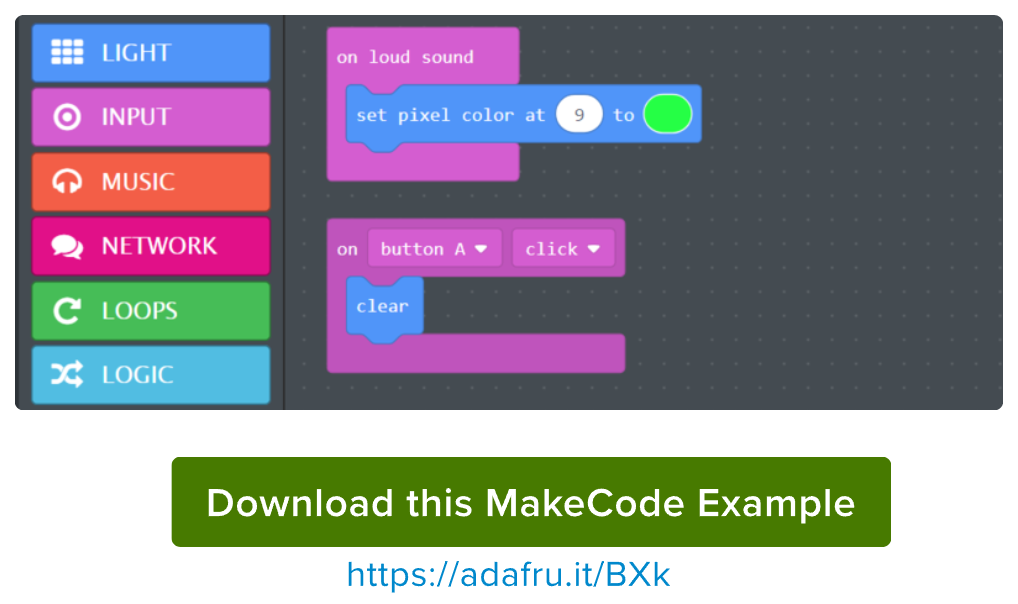 LIGHT
INPUT
MUSIC
NETWORK
LOOPS
LOGIC
on loud sound
set pixel color at 9 to
on button A click
clear
Download this MakeCode Example
https://adafru.it/BXk